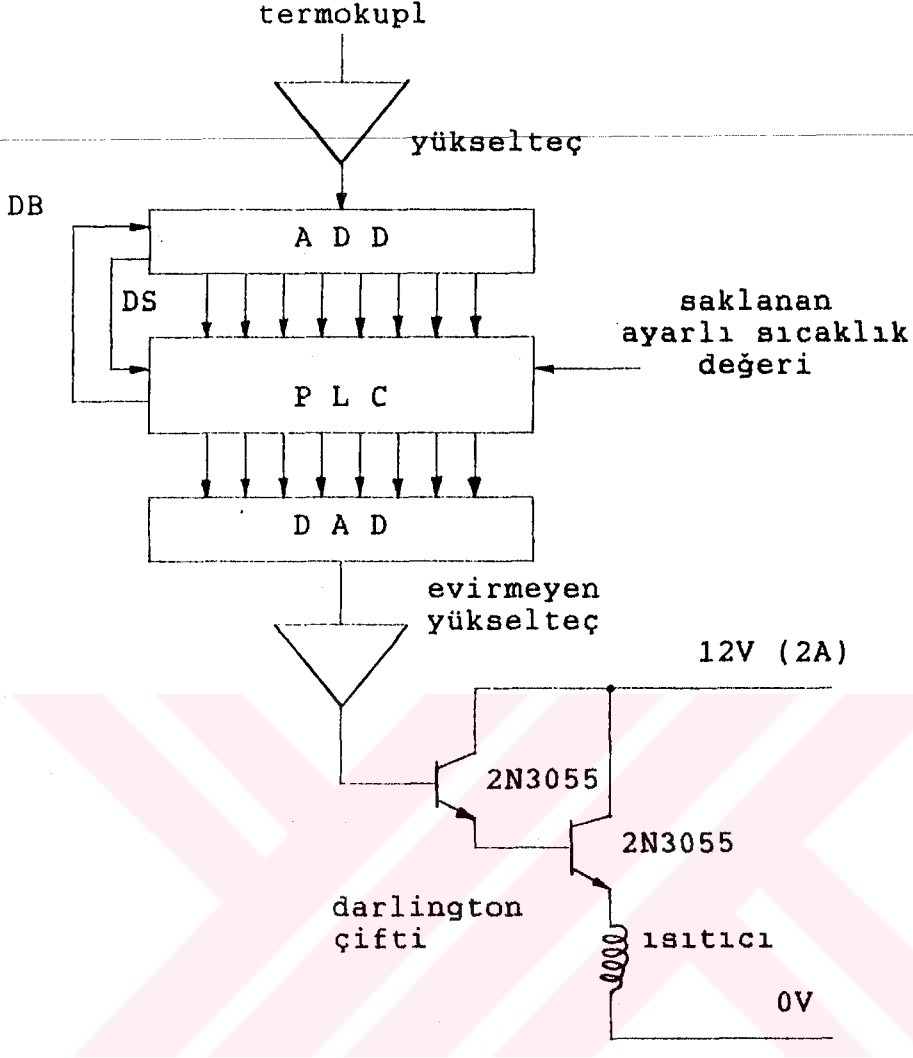 termokupl
yükselteç
DB
A D D
DS
saklanan
ayarlı sıcaklık
değeri
P L C
D A D
evirmeyen
yükselteç
12V (2A)
2N3055
2N3055
darlington
çifti
ısıtıcı
0V